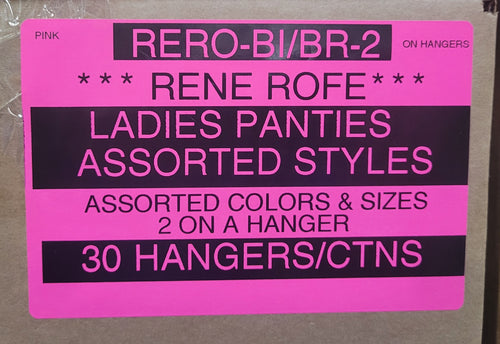 PINK
RERO-BI/BR-2
ON HANGERS
*** RENE ROFE***
LADIES PANTIES
ASSORTED STYLES
ASSORTED COLORS & SIZES
2 ON A HANGER
30 HANGERS/CTNS